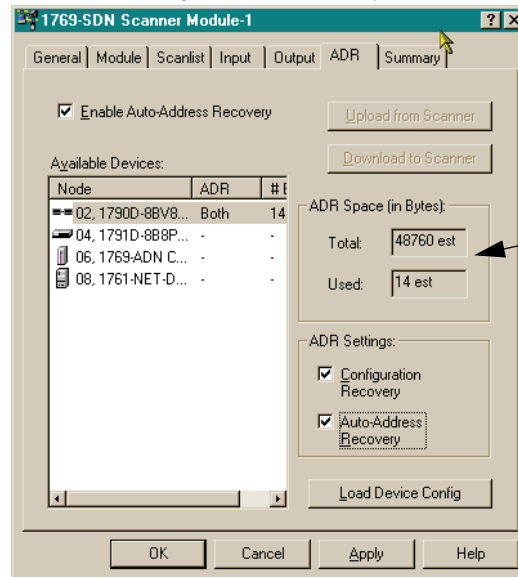 1769-SDN Scanner Module-1
General Module Scanlist Input Output ADR Summary
Enable Auto-Address Recovery
Upload from Scanner
Download to Scanner
Available Devices:
Node ADR #
02, 1790D-8BV8... Both 14
04, 1791D-8B8P... - -
06, 1769-ADN C... - -
08, 1761-NET-D... - -
ADR Space (in Bytes):
Total: 48760 est
Used: 14 est
ADR Settings:
Configuration Recovery
Auto-Address Recovery
Load Device Config
OK Cancel Apply Help